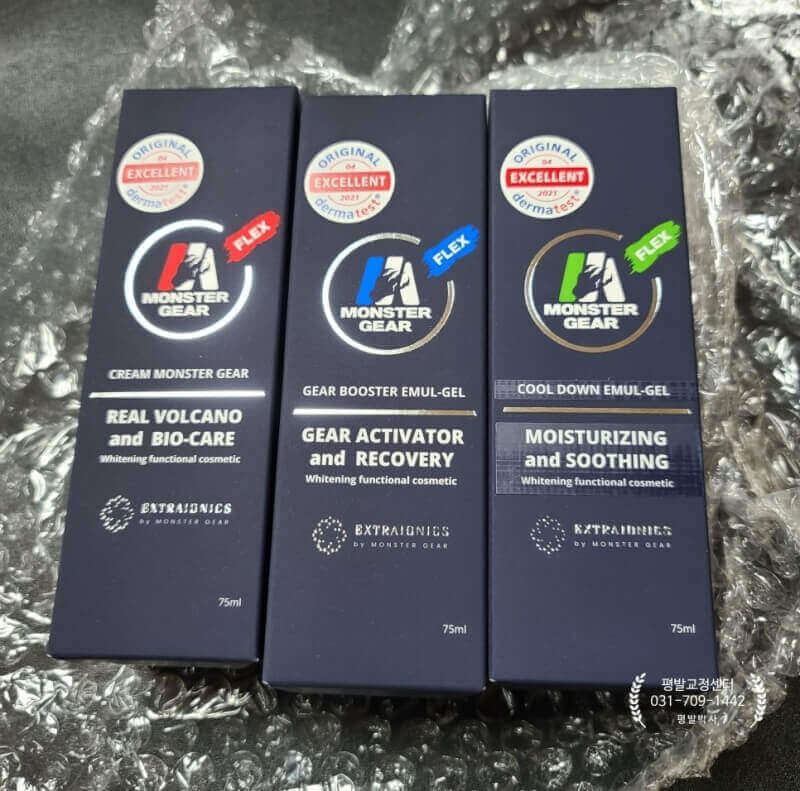 ORIGINAL
04
EXCELLENT
2021
dermatest®
FLEX
MONSTER
GEAR
CREAM MONSTER GEAR
REAL VOLCANO
and BIO-CARE
Whitening functional cosmetic
EXTRAIONICS
by MONSTER GEAR
75ml
ORIGINAL
04
EXCELLENT
2021
dermatest®
FLEX
MONSTER
GEAR
GEAR BOOSTER EMUL-GEL
GEAR ACTIVATOR
and RECOVERY
Whitening functional cosmetic
EXTRAIONICS
by MONSTER GEAR
75ml
ORIGINAL
04
EXCELLENT
2021
dermatest®
FLEX
MONSTER
GEAR
COOL DOWN EMUL-GEL
MOISTURIZING
and SOOTHING
Whitening functional cosmetic
EXTRAIONICS
by MONSTER GEAR
75ml
평발교정센터
031-709-1442
평발박사